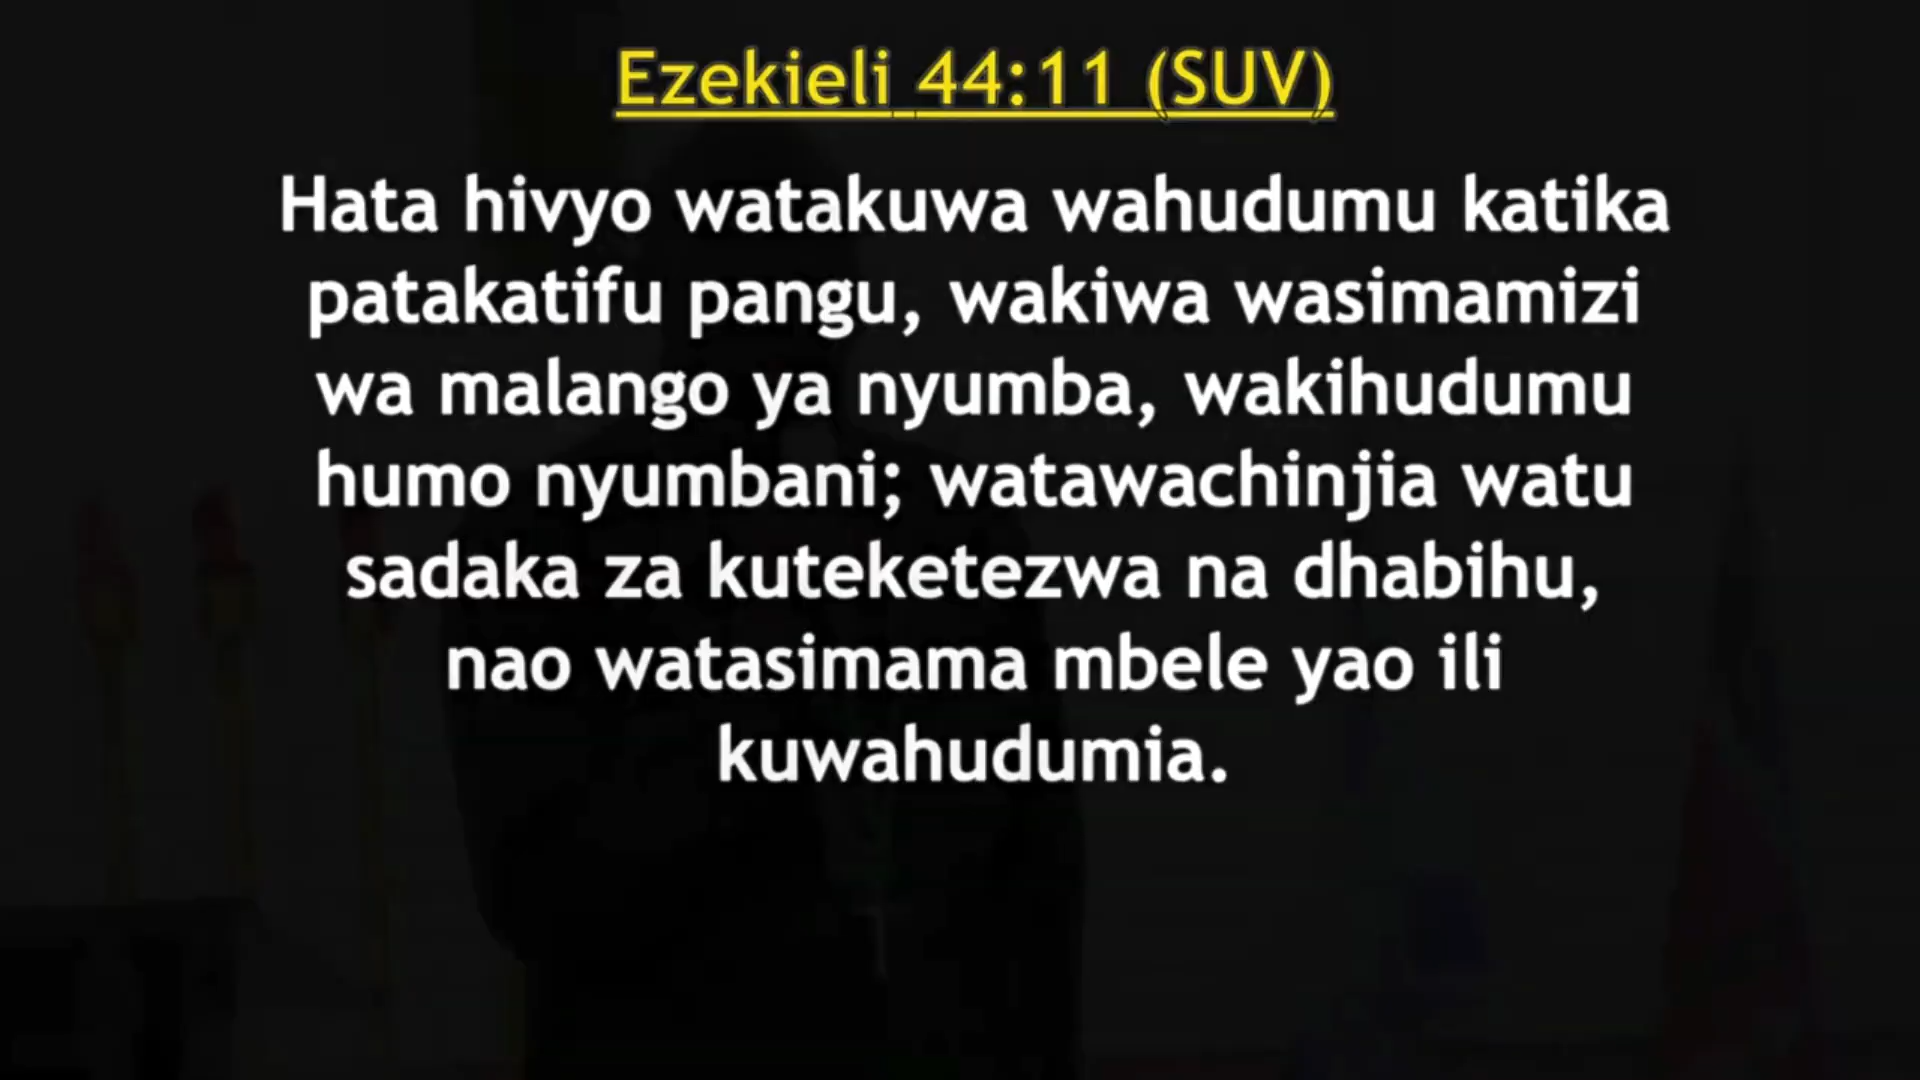 Ezekieli 44:11 (SUV)
Hata hivyo watakuwa wahudumu katika
patakatifu pangu, wakiwa wasimamizi
wa malango ya nyumba, wakihudumu
humo nyumbani; watawachinjia watu
sadaka za kuteketezwa na dhabihu,
nao watasimama mbele yao ili
kuwahudumia.